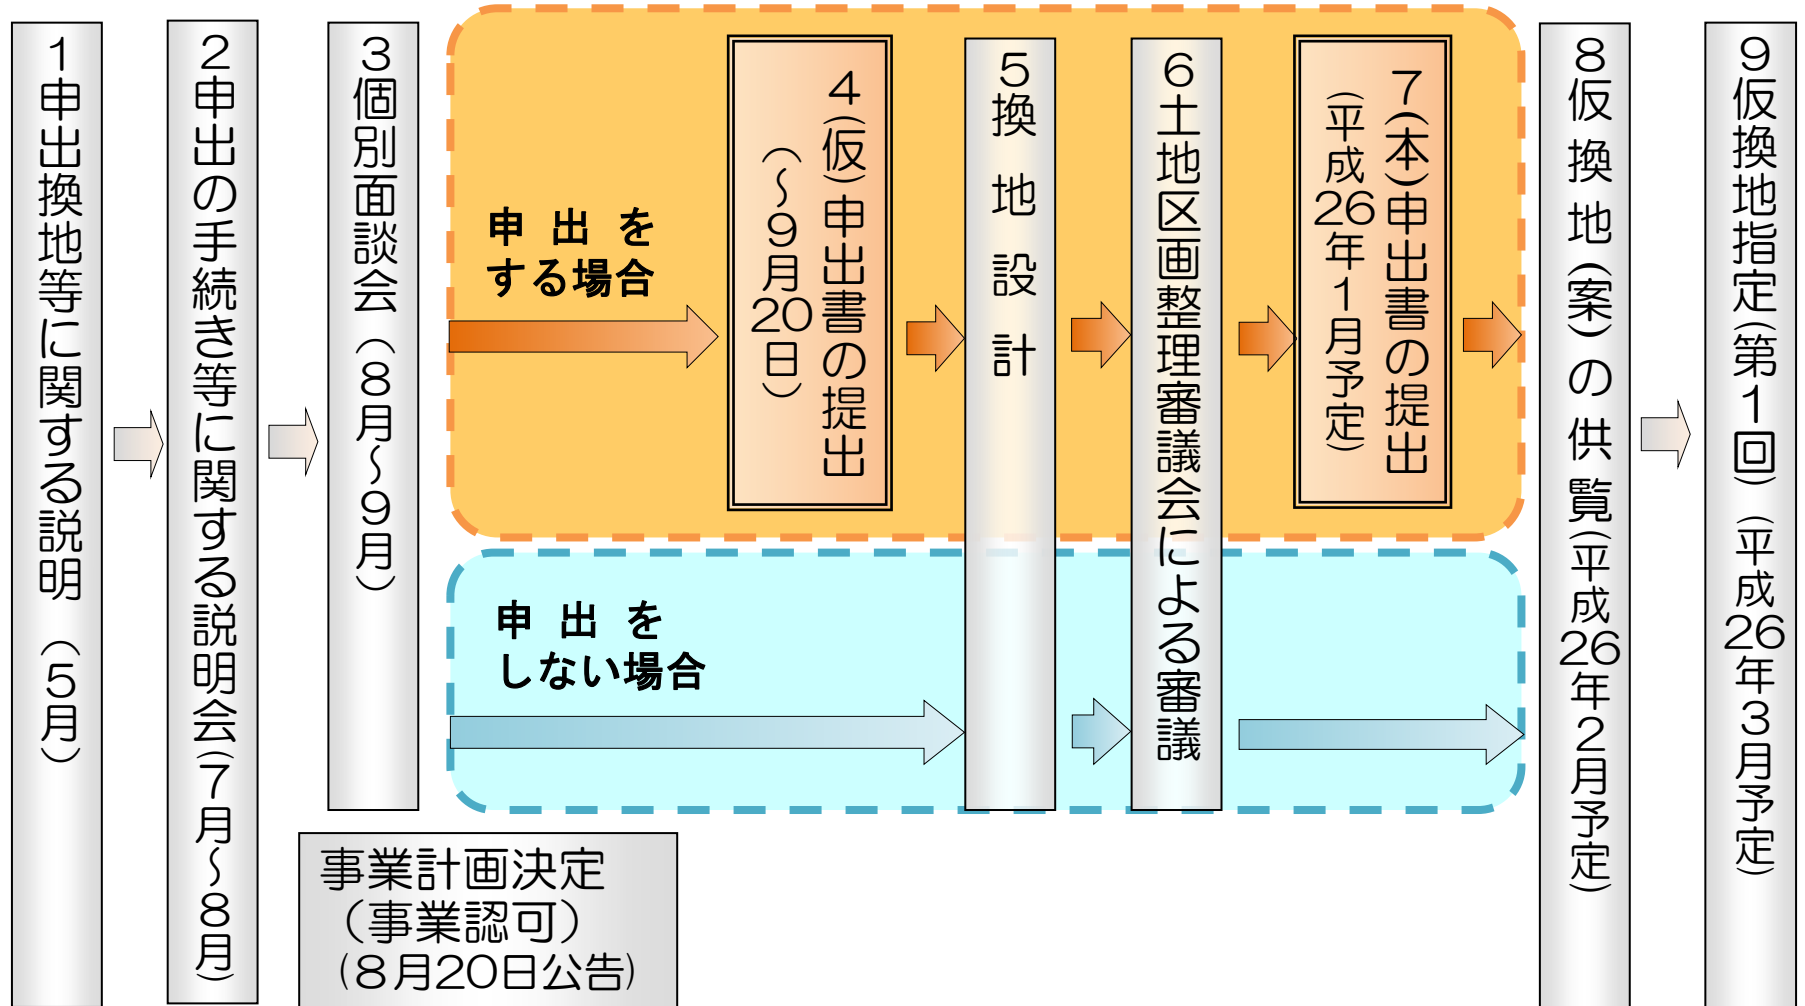 1申出換地等に関する説明（5月）
2申出の手続き等に関する説明会(7月～8月)
3個別面談会（8月～9月）
申 出 を
する場合
4(仮)申出書の提出
（～9月20日）
5換 地 設 計
6土地区画整理審議会による審議
7(本)申出書の提出
(平成26年1月予定)
申 出 を
しない場合
8仮 換 地（案）の 供 覧(平成26年2月予定)
9仮換地指定(第1回)（平成26年3月予定)
事業計画決定
（事業認可）
(8月20日公告)